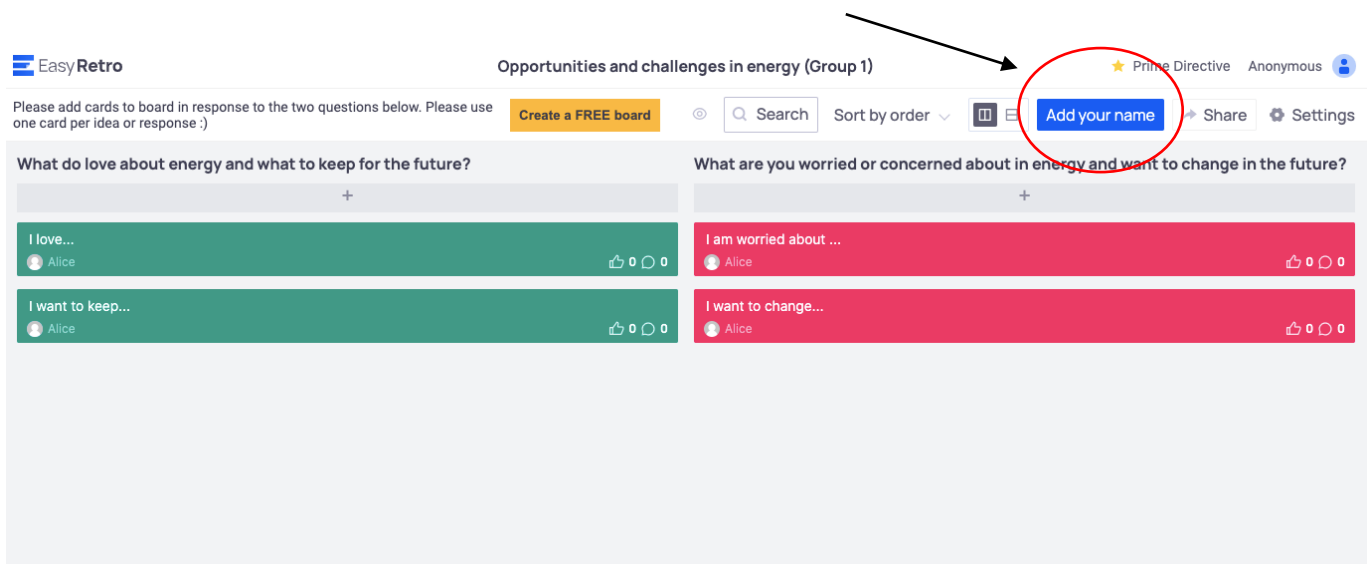 EasyRetro
Opportunities and challenges in energy (Group 1)
Prime Directive
Anonymous
Please add cards to board in response to the two questions below. Please use
one card per idea or response :)
Create a FREE board
Search
Sort by order
Add your name
Share
Settings
What do love about energy and what to keep for the future?
What are you worried or concerned about in energy and want to change in the future?
+
+
I love...
Alice
0 0
I am worried about ...
Alice
0 0
I want to keep...
Alice
0 0
I want to change...
Alice
0 0